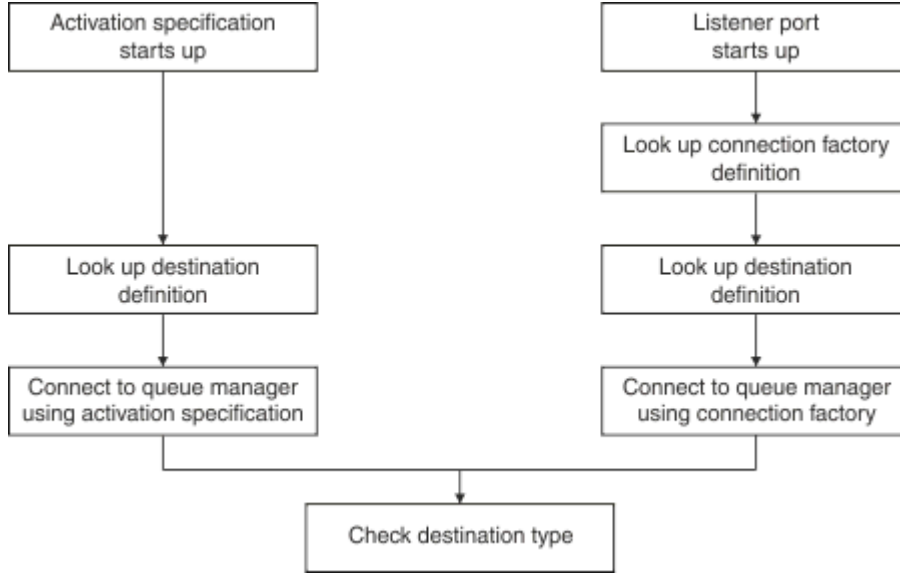 Activation specification
starts up
Listener port
starts up
Look up connection factory
definition
Look up destination
definition
Look up destination
definition
Connect to queue manager
using activation specification
Connect to queue manager
using connection factory
Check destination type